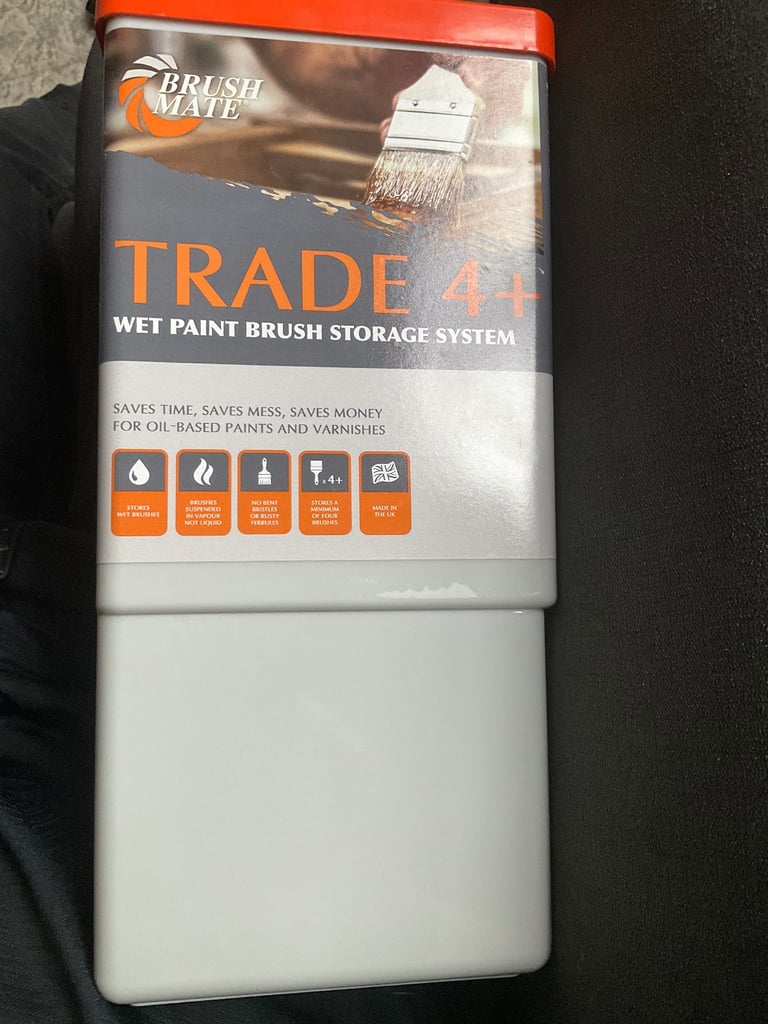 BRUSH
MATE
TRADE 4+
WET PAINT BRUSH STORAGE SYSTEM
SAVES TIME, SAVES MESS, SAVES MONEY
FOR OIL-BASED PAINTS AND VARNISHES
x 4+
STORES
WET BRUSHES
BRUSHES
SUSPENDED
IN VAPOUR
NOT LIQUID
NO BENT
BRISTLES
OR RUSTY
FERRULES
STORES A
MINIMUM
OF FOUR
BRUSHES
MADE IN
THE UK